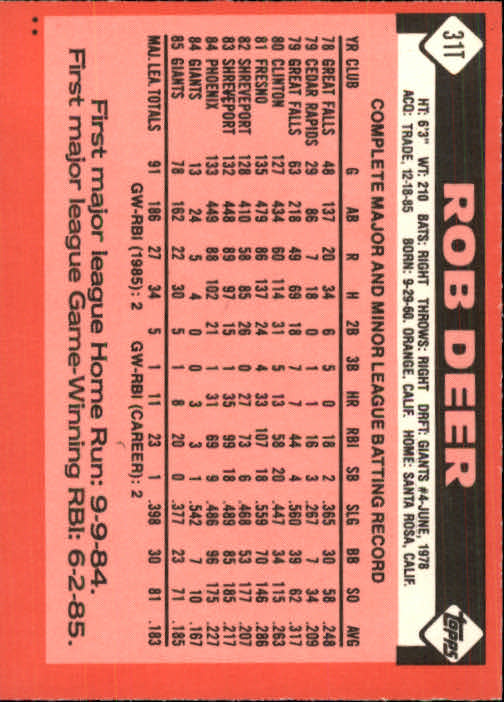 31T
ROB DEER
topps
HT: 6'3" WT: 210 BATS: RIGHT THROWS: RIGHT DRFT: GIANTS #4-JUNE, 1978
ACQ: TRADE, 12-18-85 BORN: 9-29-60, ORANGE, CALIF. HOME: SANTA ROSA, CALIF.
COMPLETE MAJOR AND MINOR LEAGUE BATTING RECORD
YR CLUB G AB R H 2B 3B HR RBI SB SLG BB SO AVG
78 GREAT FALLS 48 137 20 34 6 5 0 18 2 .365 30 58 .248
79 CEDAR RAPIDS 29 86 7 18 0 1 1 16 3 .267 7 34 .209
79 GREAT FALLS 63 218 49 69 18 7 7 44 4 .560 39 62 .317
80 CLINTON 127 434 60 114 31 5 13 58 20 .447 34 115 .263
81 FRESNO 135 479 86 137 24 4 33 107 18 .559 70 146 .286
82 SHREVEPORT 128 410 58 85 26 0 27 73 6 .468 53 177 .207
83 SHREVEPORT 132 448 89 97 15 1 35 99 18 .489 85 185 .217
84 PHOENIX 133 449 88 102 21 1 31 69 9 .486 96 175 .227
84 GIANTS 13 24 5 4 0 0 3 3 1 .542 7 10 .167
85 GIANTS 78 162 22 30 5 1 8 20 0 .377 23 71 .185
MAJ. LEA. TOTALS 91 186 27 34 5 1 11 23 1 .398 30 81 .183
GW-RBI (1985): 2 GW-RBI (CAREER): 2
First major league Home Run: 9-9-84.
First major league Game-Winning RBI: 6-2-85.
**